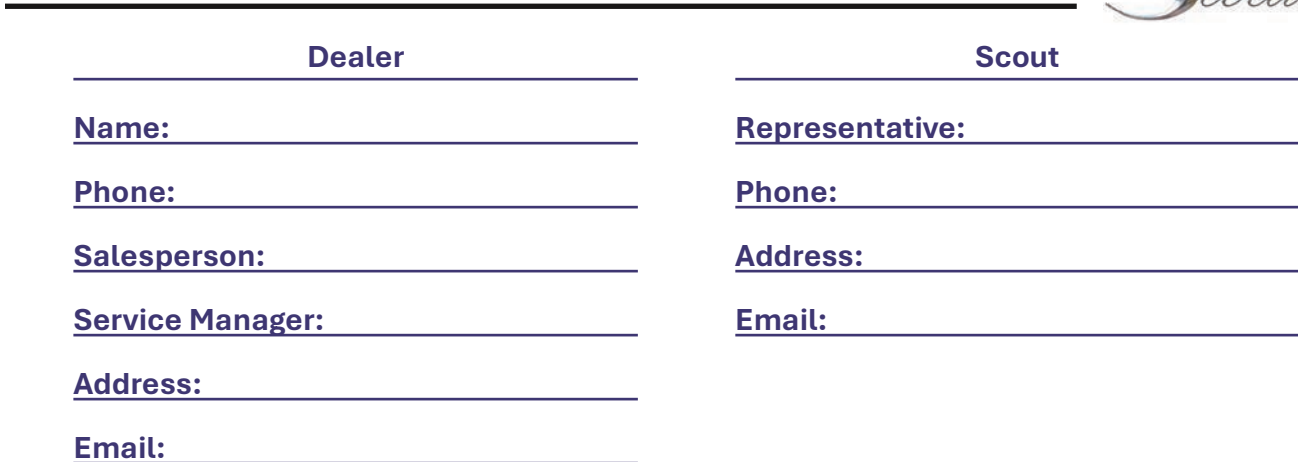 Dealer
Name:
Phone:
Salesperson:
Service Manager:
Address:
Email:
Scout
Representative:
Phone:
Address:
Email: